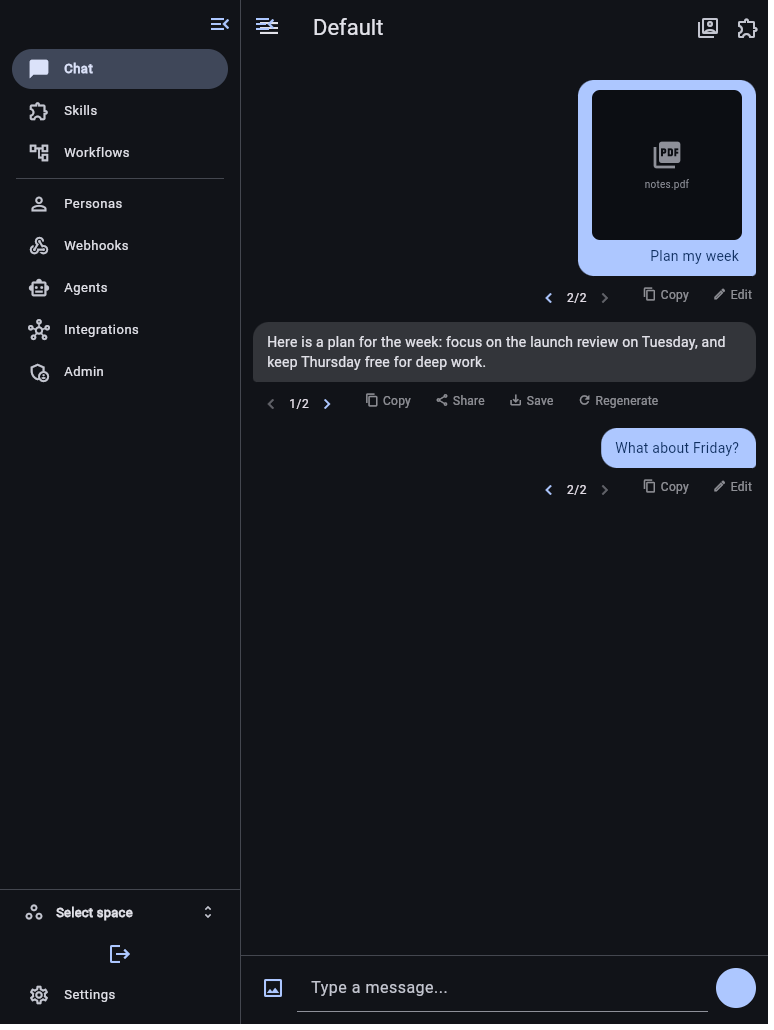 Default
Chat
Skills
Workflows
Personas
Webhooks
Agents
Integrations
Admin
PDF
notes.pdf
Plan my week
2/2 Copy Edit
Here is a plan for the week: focus on the launch review on Tuesday, and
keep Thursday free for deep work.
1/2 Copy Share Save Regenerate
What about Friday?
2/2 Copy Edit
Select space
Settings
Type a message...